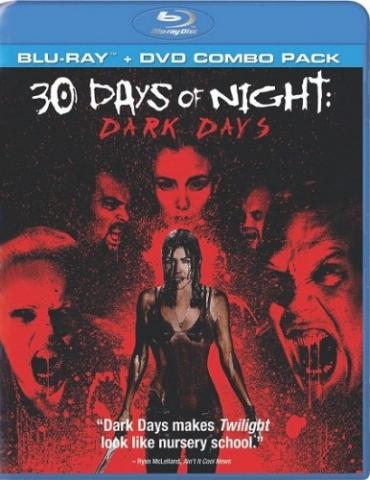 Blu-ray Disc
BLU-RAY™ + DVD COMBO PACK
30 DAYS OF NIGHT:
DARK DAYS
“Dark Days makes Twilight
look like nursery school.”
– Ryan McLelland, Ain't It Cool News